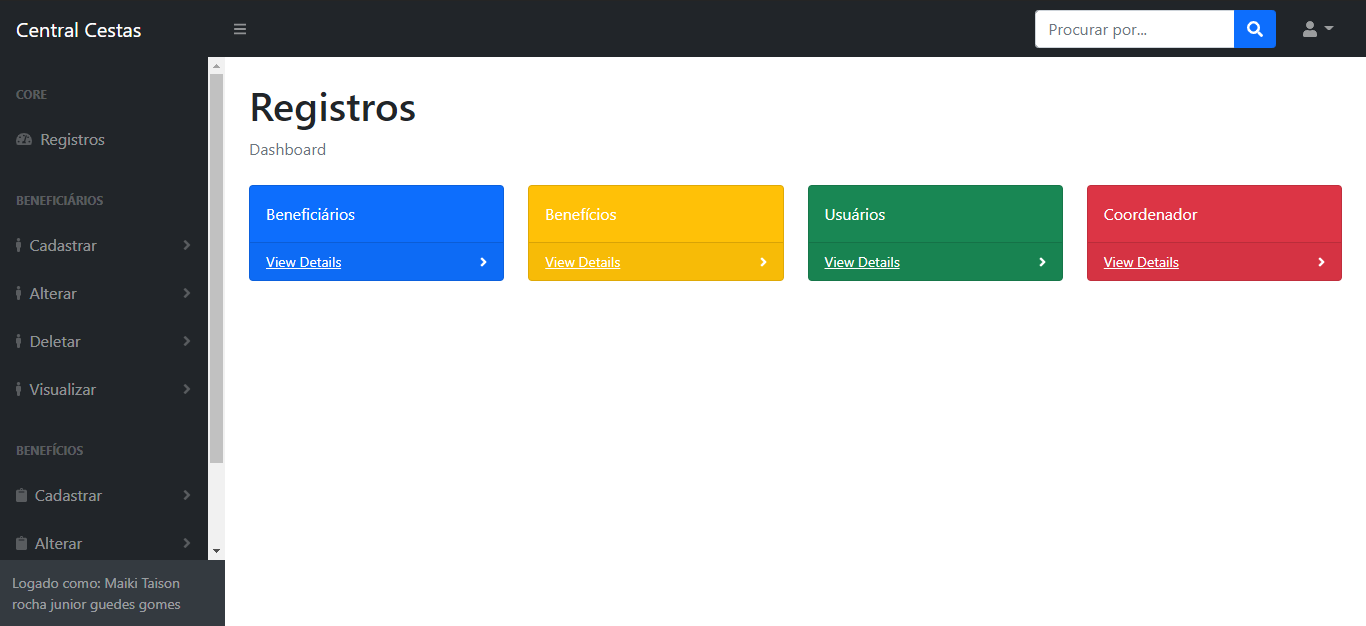 Central Cestas
Procurar por...
CORE
Registros
BENEFICIÁRIOS
Cadastrar
Alterar
Deletar
Visualizar
BENEFÍCIOS
Cadastrar
Alterar
Logado como: Maiki Taison
rocha junior guedes gomes
Registros
Dashboard
Beneficiários
View Details
Benefícios
View Details
Usuários
View Details
Coordenador
View Details